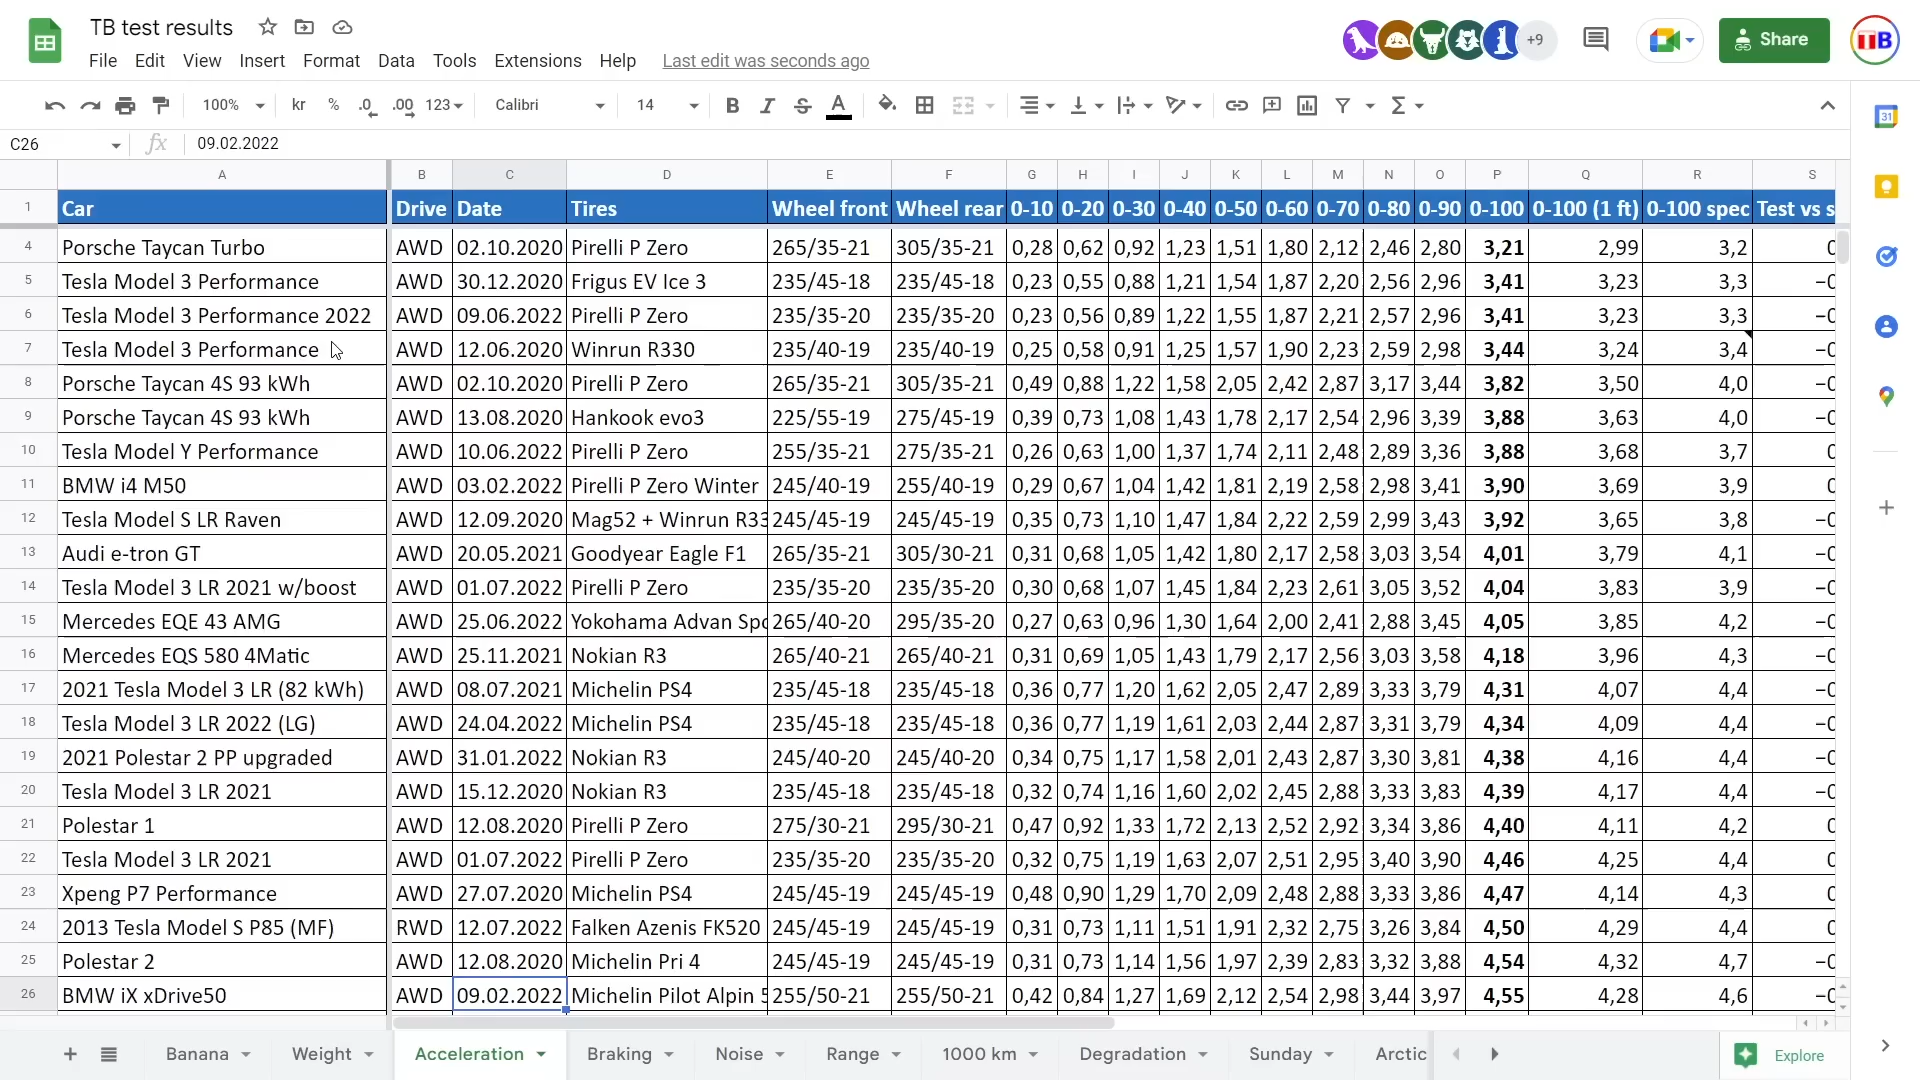 TB test results
+9
Share
TTB
File Edit View Insert Format Data Tools Extensions Help Last edit was seconds ago
100% kr % .0 .00 123 Calibri 14 B I S A
C26 fx 09.02.2022
A B C D E F G H I J K L M N O P Q R S
1 Car Drive Date Tires Wheel front Wheel rear 0-10 0-20 0-30 0-40 0-50 0-60 0-70 0-80 0-90 0-100 0-100 (1 ft) 0-100 spec Test vs s
4 Porsche Taycan Turbo AWD 02.10.2020 Pirelli P Zero 265/35-21 305/35-21 0,28 0,62 0,92 1,23 1,51 1,80 2,12 2,46 2,80 3,21 2,99 3,2 0
5 Tesla Model 3 Performance AWD 30.12.2020 Frigus EV Ice 3 235/45-18 235/45-18 0,23 0,55 0,88 1,21 1,54 1,87 2,20 2,56 2,96 3,41 3,23 3,3 −0
6 Tesla Model 3 Performance 2022 AWD 09.06.2022 Pirelli P Zero 235/35-20 235/35-20 0,23 0,56 0,89 1,22 1,55 1,87 2,21 2,57 2,96 3,41 3,23 3,3 −0
7 Tesla Model 3 Performance AWD 12.06.2020 Winrun R330 235/40-19 235/40-19 0,25 0,58 0,91 1,25 1,57 1,90 2,23 2,59 2,98 3,44 3,24 3,4 −0
8 Porsche Taycan 4S 93 kWh AWD 02.10.2020 Pirelli P Zero 265/35-21 305/35-21 0,49 0,88 1,22 1,58 2,05 2,42 2,87 3,17 3,44 3,82 3,50 4,0 −0
9 Porsche Taycan 4S 93 kWh AWD 13.08.2020 Hankook evo3 225/55-19 275/45-19 0,39 0,73 1,08 1,43 1,78 2,17 2,54 2,96 3,39 3,88 3,63 4,0 −0
10 Tesla Model Y Performance AWD 10.06.2022 Pirelli P Zero 255/35-21 275/35-21 0,26 0,63 1,00 1,37 1,74 2,11 2,48 2,89 3,36 3,88 3,68 3,7 0
11 BMW i4 M50 AWD 03.02.2022 Pirelli P Zero Winter 245/40-19 255/40-19 0,29 0,67 1,04 1,42 1,81 2,19 2,58 2,98 3,41 3,90 3,69 3,9 0
12 Tesla Model S LR Raven AWD 12.09.2020 Mag52 + Winrun R33 245/45-19 245/45-19 0,35 0,73 1,10 1,47 1,84 2,22 2,59 2,99 3,43 3,92 3,65 3,8 −0
13 Audi e-tron GT AWD 20.05.2021 Goodyear Eagle F1 265/35-21 305/30-21 0,31 0,68 1,05 1,42 1,80 2,17 2,58 3,03 3,54 4,01 3,79 4,1 −0
14 Tesla Model 3 LR 2021 w/boost AWD 01.07.2022 Pirelli P Zero 235/35-20 235/35-20 0,30 0,68 1,07 1,45 1,84 2,23 2,61 3,05 3,52 4,04 3,83 3,9 −0
15 Mercedes EQE 43 AMG AWD 25.06.2022 Yokohama Advan Spo 265/40-20 295/35-20 0,27 0,63 0,96 1,30 1,64 2,00 2,41 2,88 3,45 4,05 3,85 4,2 −0
16 Mercedes EQS 580 4Matic AWD 25.11.2021 Nokian R3 265/40-21 265/40-21 0,31 0,69 1,05 1,43 1,79 2,17 2,56 3,03 3,58 4,18 3,96 4,3 −0
17 2021 Tesla Model 3 LR (82 kWh) AWD 08.07.2021 Michelin PS4 235/45-18 235/45-18 0,36 0,77 1,20 1,62 2,05 2,47 2,89 3,33 3,79 4,31 4,07 4,4 −0
18 Tesla Model 3 LR 2022 (LG) AWD 24.04.2022 Michelin PS4 235/45-18 235/45-18 0,36 0,77 1,19 1,61 2,03 2,44 2,87 3,31 3,79 4,34 4,09 4,4 −0
19 2021 Polestar 2 PP upgraded AWD 31.01.2022 Nokian R3 245/40-20 245/40-20 0,34 0,75 1,17 1,58 2,01 2,43 2,87 3,30 3,81 4,38 4,16 4,4 −0
20 Tesla Model 3 LR 2021 AWD 15.12.2020 Nokian R3 235/45-18 235/45-18 0,32 0,74 1,16 1,60 2,02 2,45 2,88 3,33 3,83 4,39 4,17 4,4 −0
21 Polestar 1 AWD 12.08.2020 Pirelli P Zero 275/30-21 295/30-21 0,47 0,92 1,33 1,72 2,13 2,52 2,92 3,34 3,86 4,40 4,11 4,2 0
22 Tesla Model 3 LR 2021 AWD 01.07.2022 Pirelli P Zero 235/35-20 235/35-20 0,32 0,75 1,19 1,63 2,07 2,51 2,95 3,40 3,90 4,46 4,25 4,4 0
23 Xpeng P7 Performance AWD 27.07.2020 Michelin PS4 245/45-19 245/45-19 0,48 0,90 1,29 1,70 2,09 2,48 2,88 3,33 3,86 4,47 4,14 4,3 0
24 2013 Tesla Model S P85 (MF) RWD 12.07.2022 Falken Azenis FK520 245/45-19 245/45-19 0,31 0,73 1,11 1,51 1,91 2,32 2,75 3,26 3,84 4,50 4,29 4,4 0
25 Polestar 2 AWD 12.08.2020 Michelin Pri 4 245/45-19 245/45-19 0,31 0,73 1,14 1,56 1,97 2,39 2,83 3,32 3,88 4,54 4,32 4,7 −0
26 BMW iX xDrive50 AWD 09.02.2022 Michelin Pilot Alpin 5 255/50-21 255/50-21 0,42 0,84 1,27 1,69 2,12 2,54 2,98 3,44 3,97 4,55 4,28 4,6 −0
Banana Weight Acceleration Braking Noise Range 1000 km Degradation Sunday Arctic Explore
31